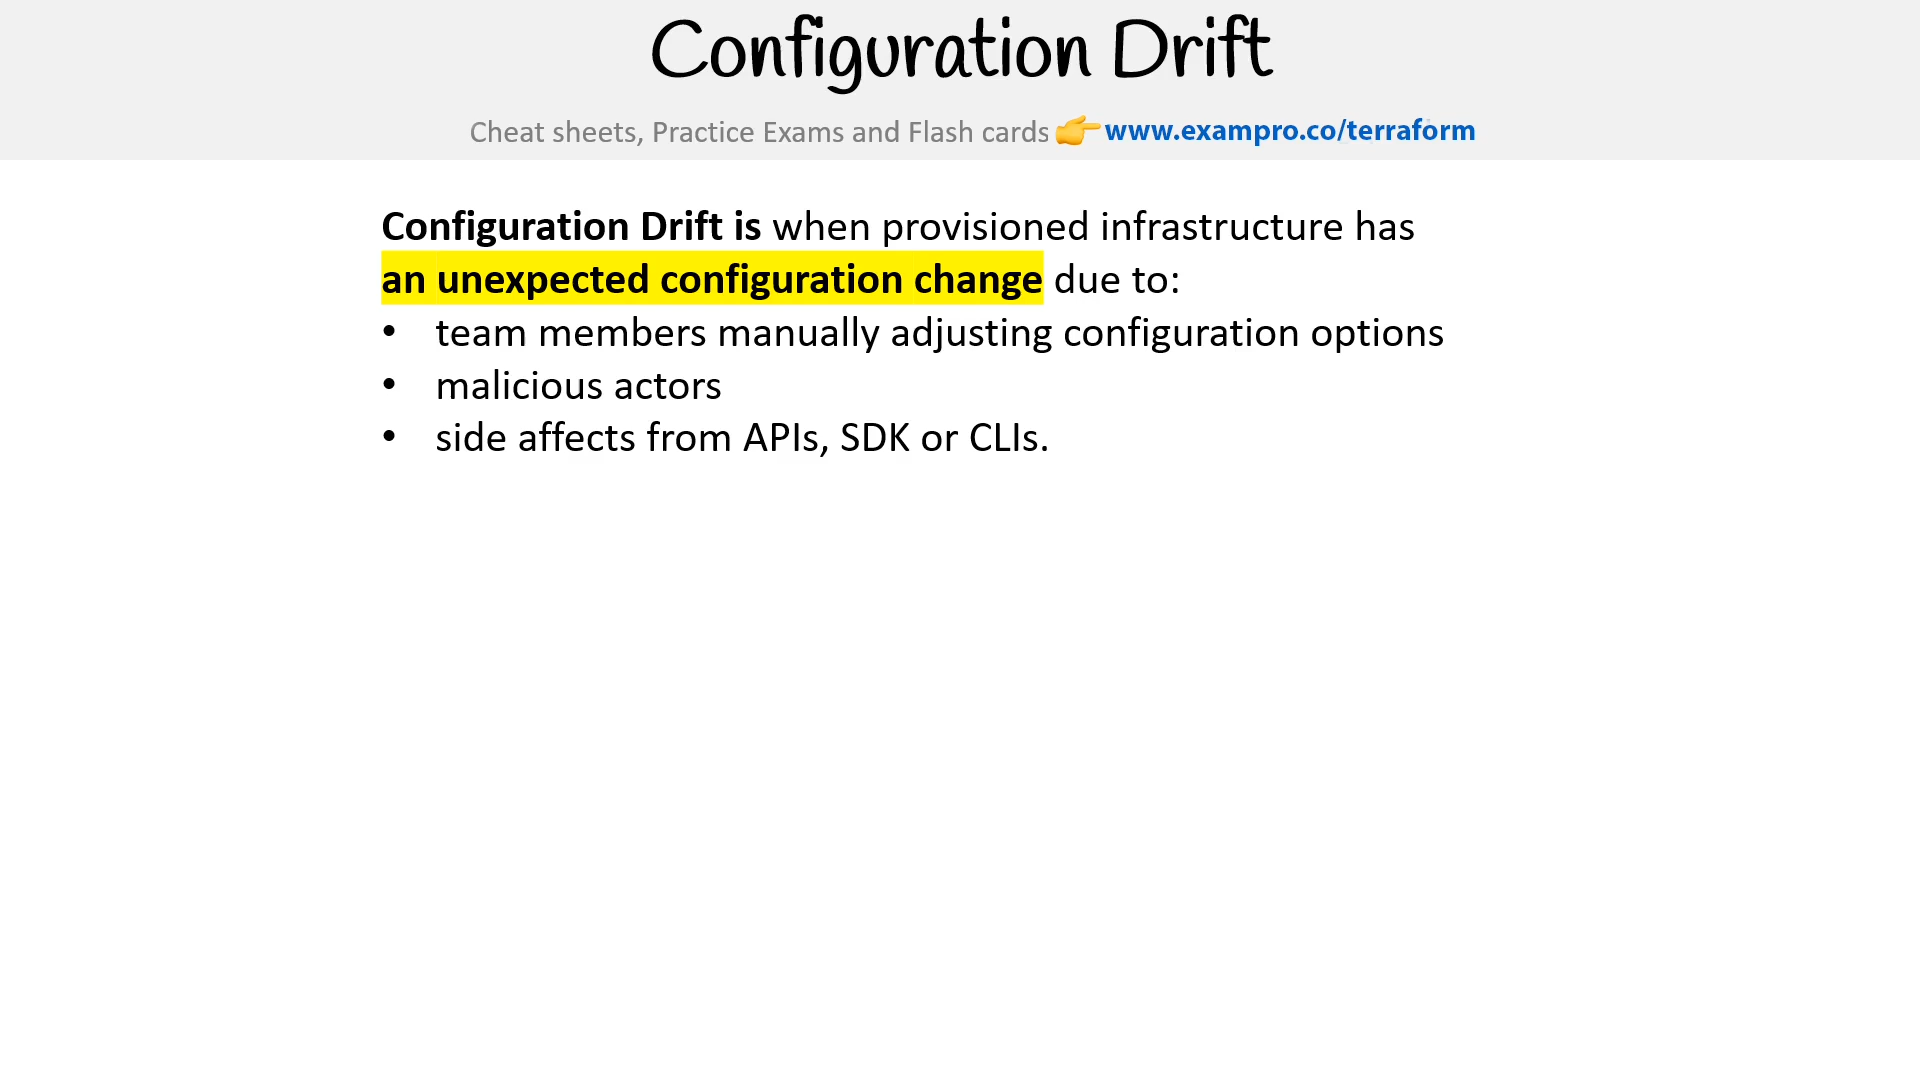 Configuration Drift
Cheat sheets, Practice Exams and Flash cards 👉 www.exampro.co/terraform
Configuration Drift is when provisioned infrastructure has
an unexpected configuration change due to:
• team members manually adjusting configuration options
• malicious actors
• side affects from APIs, SDK or CLIs.